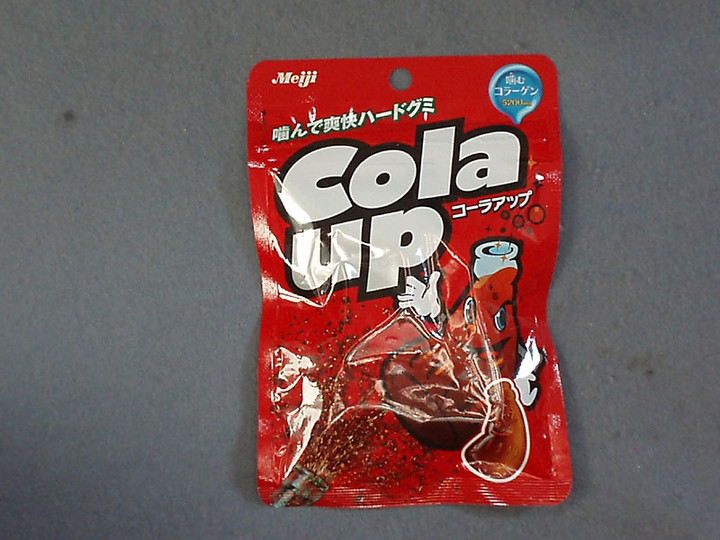 Meiji
噛む
コラーゲン
5200mg
噛んで爽快ハードグミ
Cola
up
コーラアップ